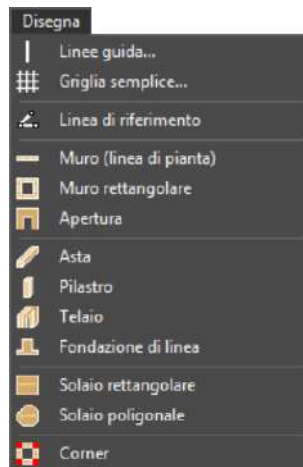 Disegna
Linee guida...
Griglia semplice...
Linea di riferimento
Muro (linea di pianta)
Muro rettangolare
Apertura
Asta
Pilastro
Telaio
Fondazione di linea
Solaio rettangolare
Solaio poligonale
Corner